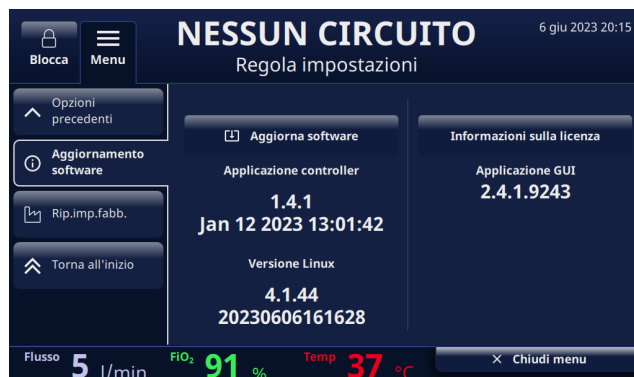 Blocca
Menu
NESSUN CIRCUITO
Regola impostazioni
6 giu 2023 20:15
Opzioni
precedenti
Aggiornamento
software
Rip.imp.fabb.
Torna all'inizio
Aggiorna software
Applicazione controller
1.4.1
Jan 12 2023 13:01:42
Versione Linux
4.1.44
20230606161628
Informazioni sulla licenza
Applicazione GUI
2.4.1.9243
Flusso 5 l/min
FiO₂ 91 %
Temp 37 °C
× Chiudi menu